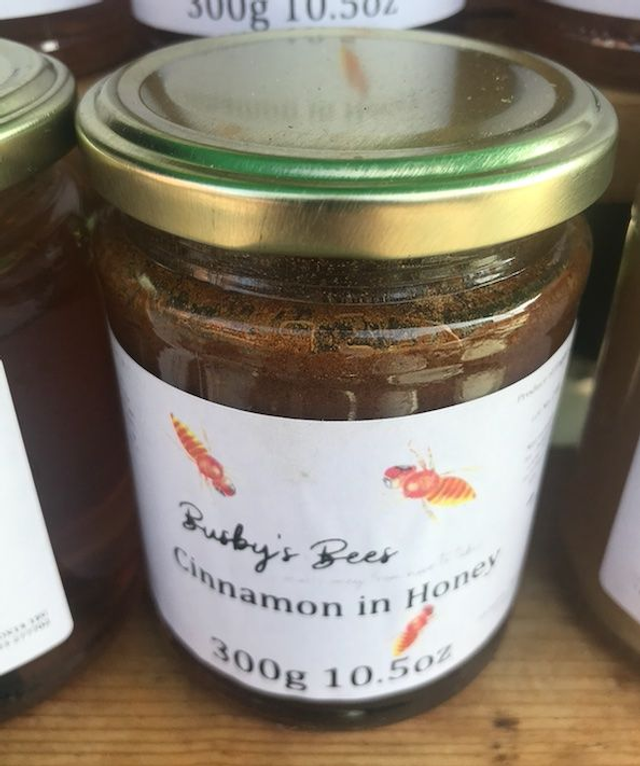 300g 10.5oz
Busby's Bees
Cinnamon in Honey
300g 10.5oz